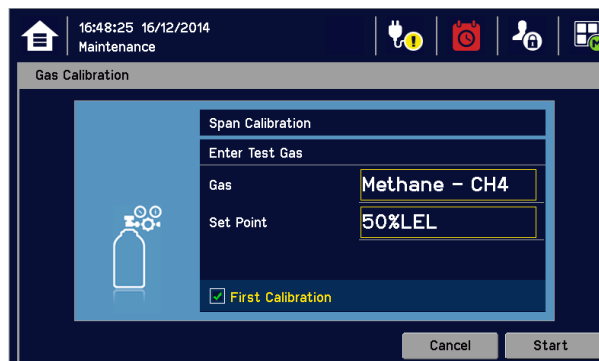 16:48:25 16/12/2014
Maintenance
Gas Calibration
Span Calibration
Enter Test Gas
Gas Methane - CH4
Set Point 50%LEL
First Calibration
Cancel Start